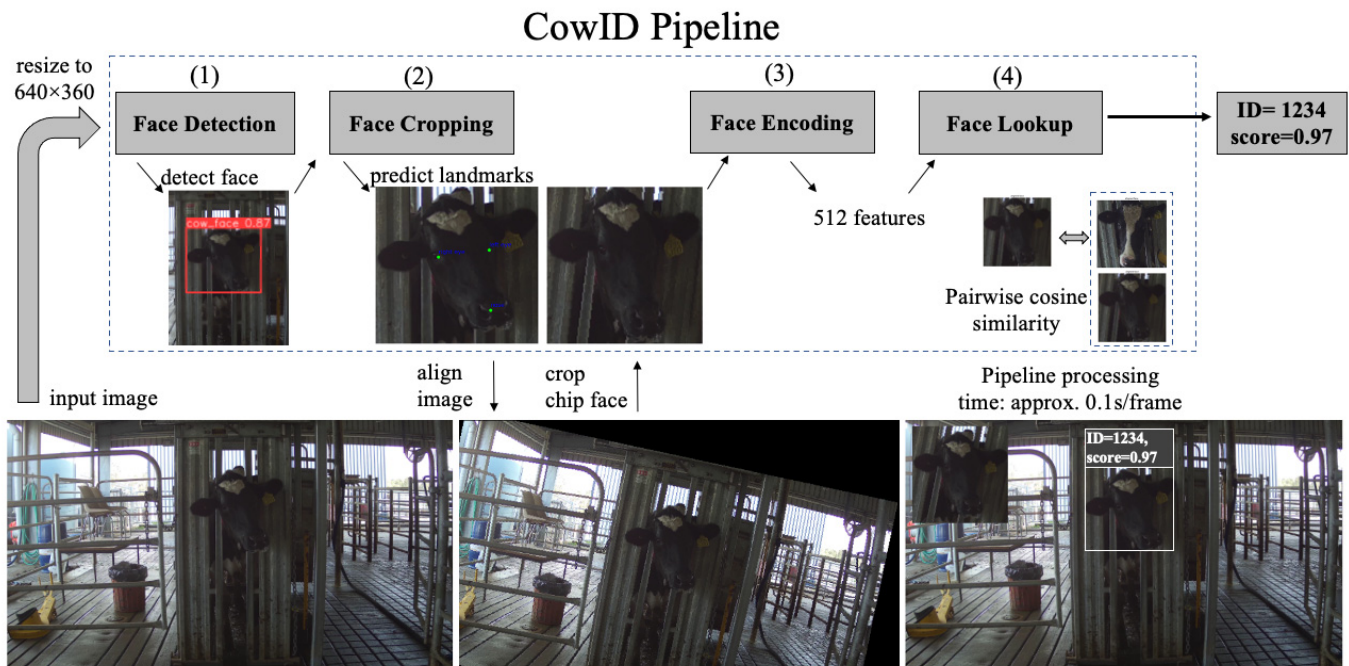 CowID Pipeline
resize to
640×360
(1)
Face Detection
(2)
Face Cropping
(3)
Face Encoding
(4)
Face Lookup
ID= 1234
score=0.97
detect face
cow_face 0.87
predict landmarks
512 features
Pairwise cosine
similarity
input image
align
image
crop
chip face
Pipeline processing
time: approx. 0.1s/frame
ID=1234,
score=0.97